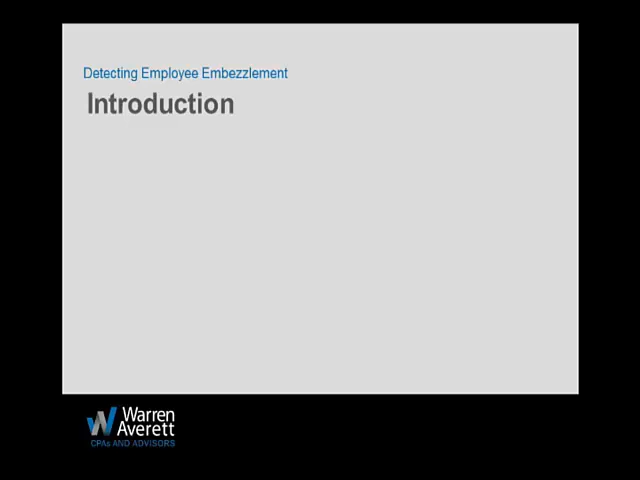 Detecting Employee Embezzlement
Introduction
Warren
Averett
CPAs AND ADVISORS